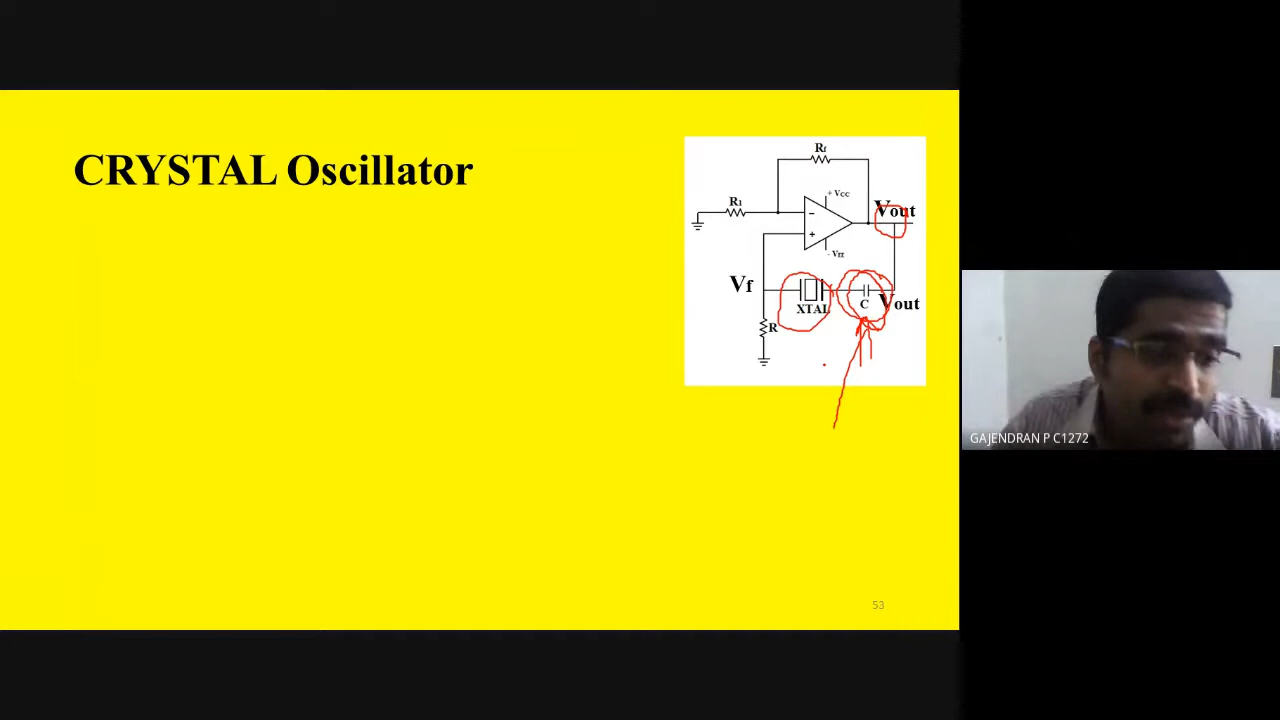 CRYSTAL Oscillator
Rf
R1
+ VCC
−
+
Vout
- VEE
Vf
XTAL
C
Vout
R
53
GAJENDRAN P C1272